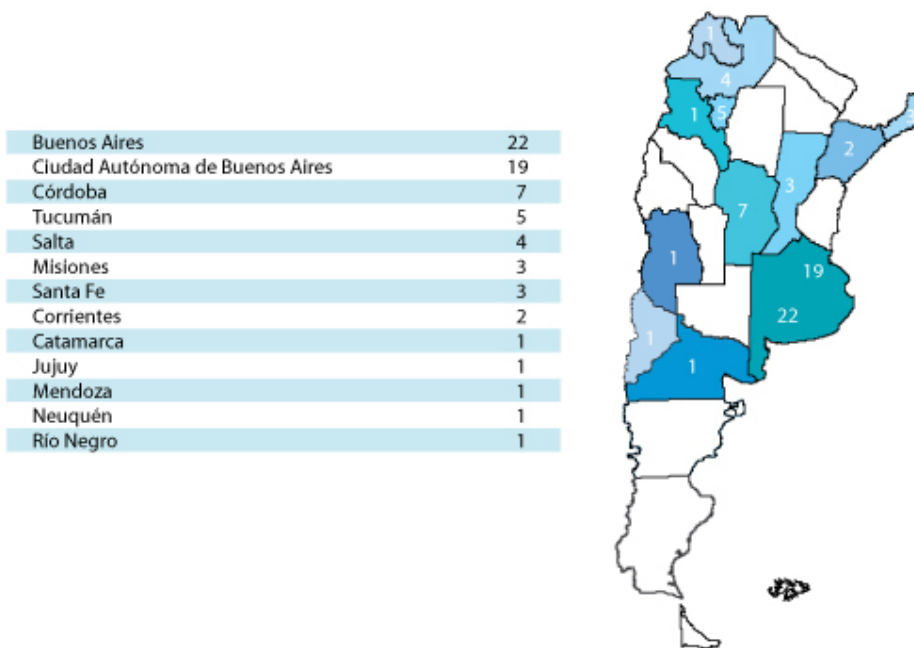 Buenos Aires 22
Ciudad Autónoma de Buenos Aires 19
Córdoba 7
Tucumán 5
Salta 4
Misiones 3
Santa Fe 3
Corrientes 2
Catamarca 1
Jujuy 1
Mendoza 1
Neuquén 1
Río Negro 1
1
4
5
1
3
2
3
7
1
19
22
1
1